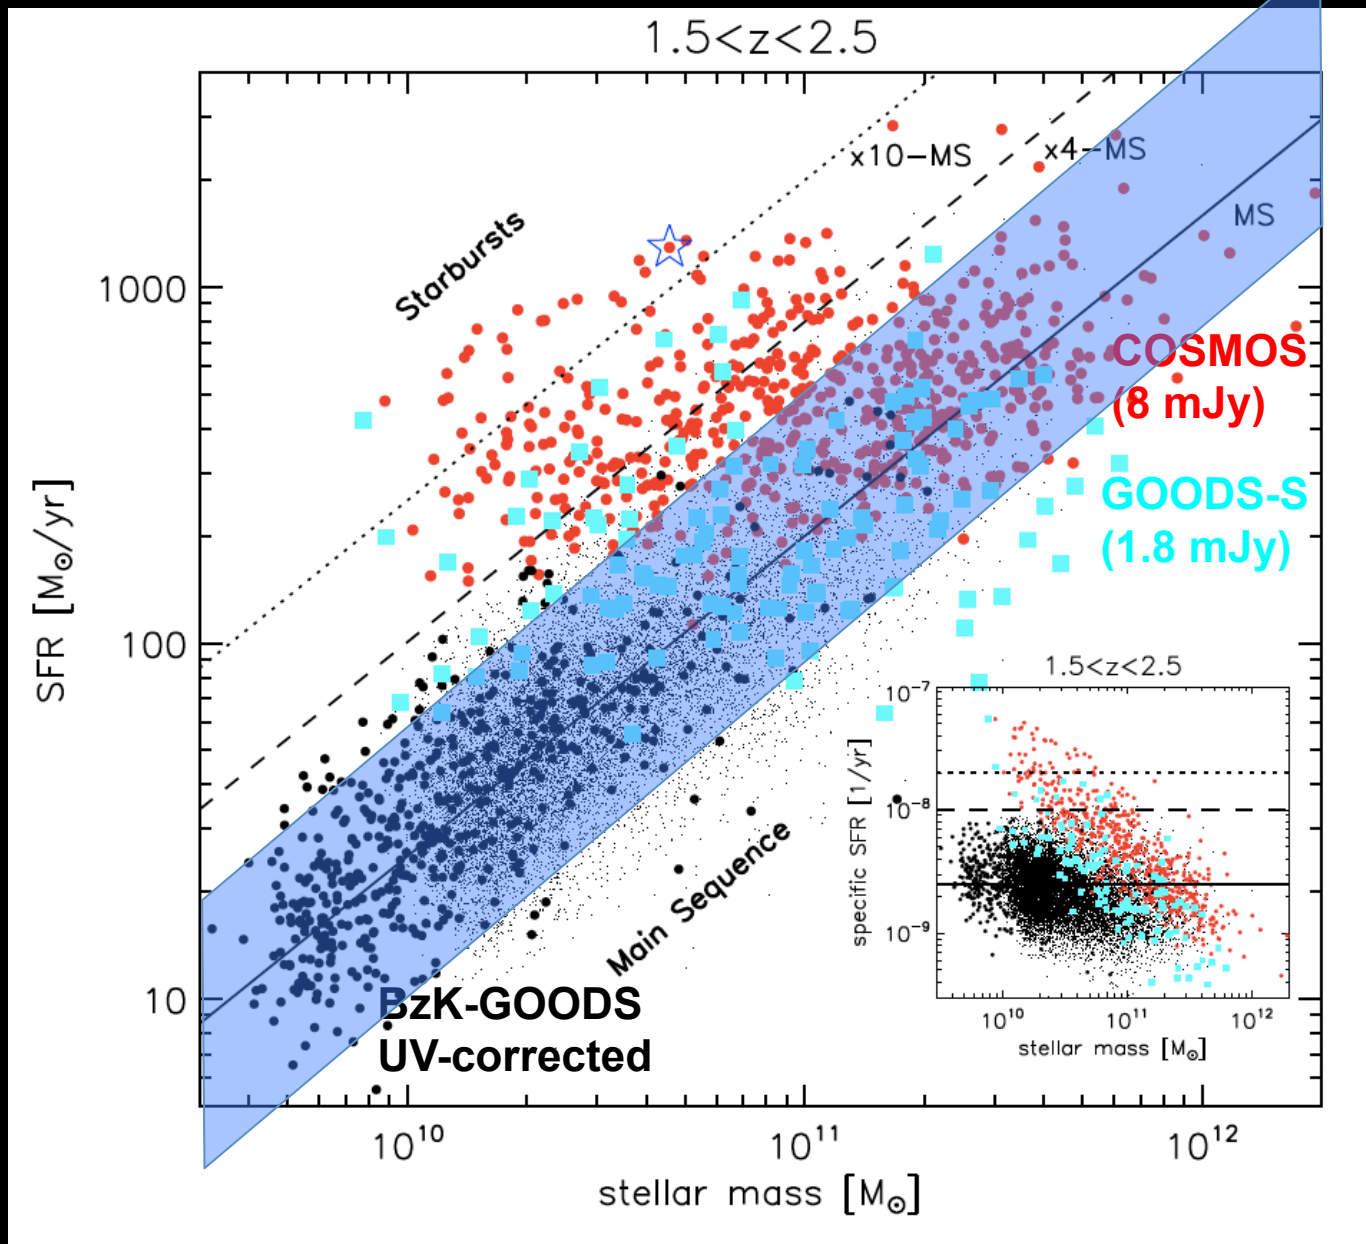 1.5<z<2.5
x10-MS
x4-MS
MS
Starbursts
1000
100
10
SFR [M⊙/yr]
COSMOS
(8 mJy)
GOODS-S
(1.8 mJy)
Main Sequence
BzK-GOODS
UV-corrected
10¹⁰ 10¹¹ 10¹²
stellar mass [M⊙]
1.5<z<2.5
10⁻⁷
10⁻⁸
10⁻⁹
specific SFR [1/yr]
10¹⁰ 10¹¹ 10¹²
stellar mass [M⊙]